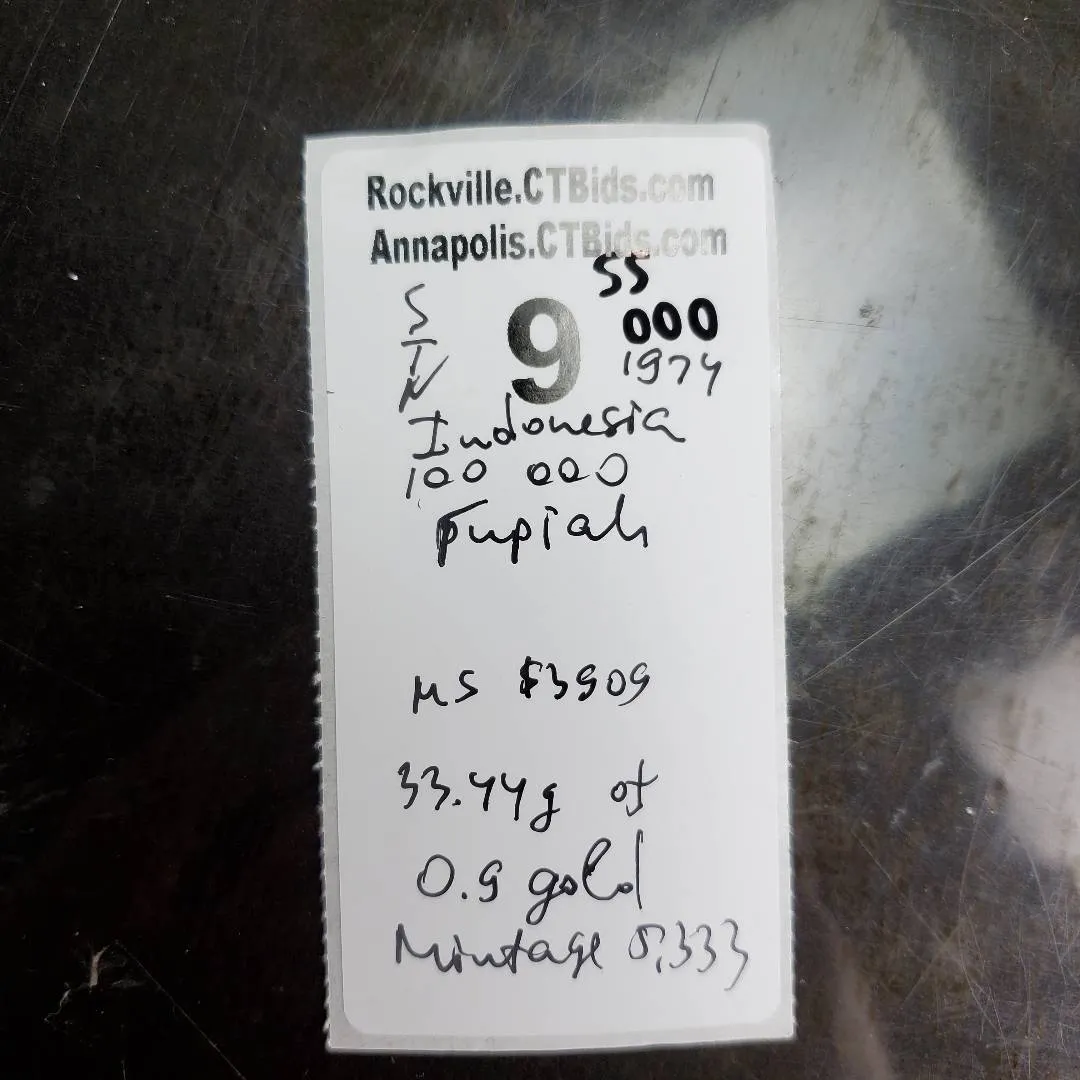 Rockville.CTBids.com
Annapolis.CTBids.com
55
S
T
N
9
000
1974
Indonesia
100 000
rupiah
MS $3909
33.44g of
0.9 gold
Mintage 5,333